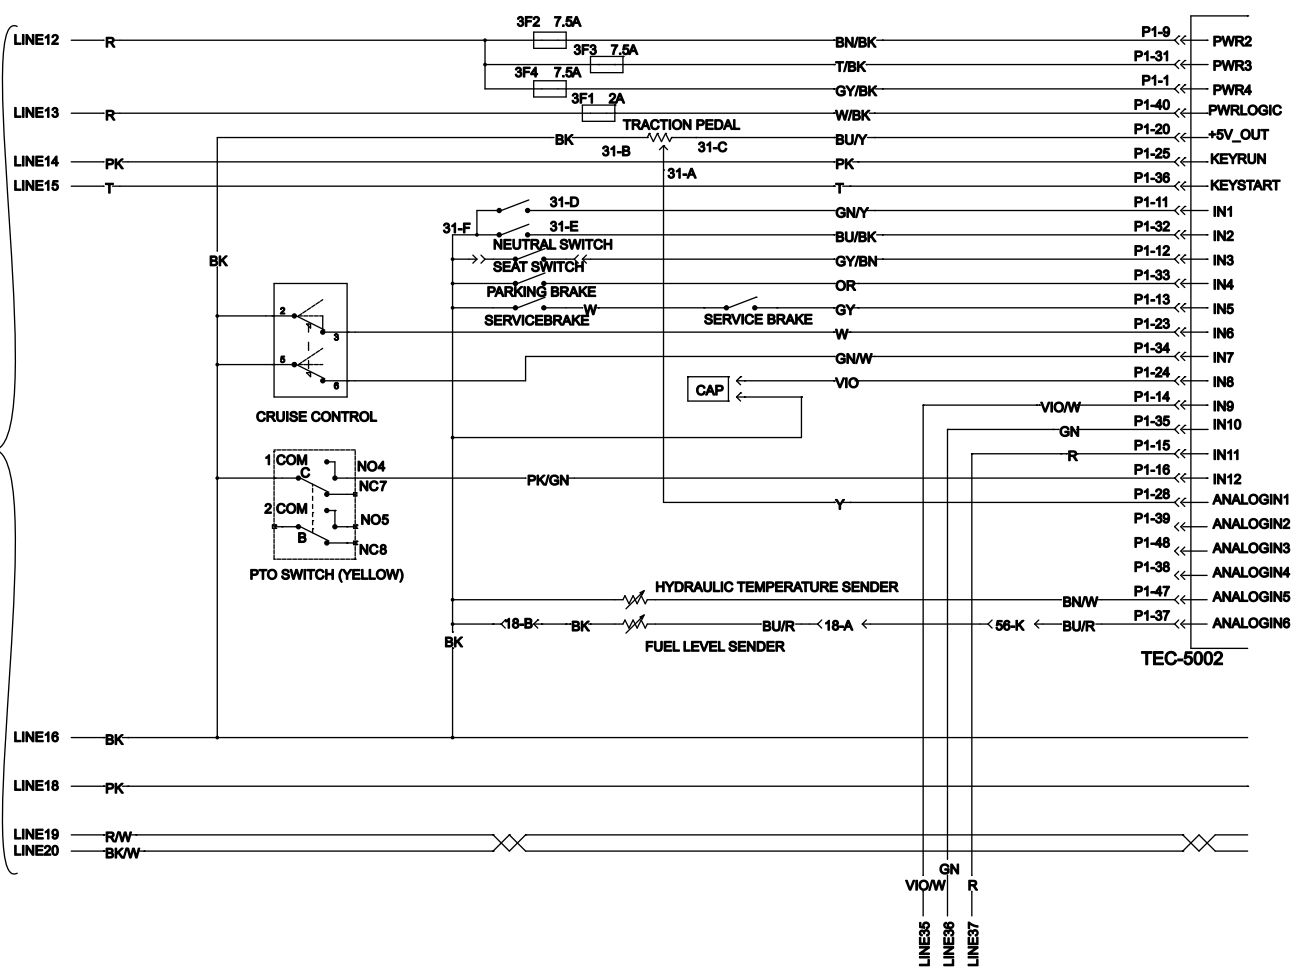 3F2 7.5A
P1-9
LINE12 R BN/BK PWR2
3F3 7.5A
P1-31
T/BK PWR3
3F4 7.5A
P1-1
GY/BK PWR4
3F1 2A
P1-40
LINE13 R W/BK PWRLOGIC
TRACTION PEDAL
P1-20
BK BU/Y +5V_OUT
31-B 31-C
P1-25
LINE14 PK PK KEYRUN
31-A
P1-36
LINE15 T T KEYSTART
31-D
P1-11
GN/Y IN1
31-F 31-E
P1-32
BU/BK IN2
NEUTRAL SWITCH
P1-12
BK GY/BN IN3
SEAT SWITCH
P1-33
OR IN4
PARKING BRAKE
P1-13
2 W GY IN5
SERVICEBRAKE SERVICE BRAKE
P1-23
3 W IN6
P1-34
5 GN/W IN7
P1-24
6 CAP VIO IN8
P1-14
VIO/W IN9
CRUISE CONTROL
P1-35
GN IN10
P1-15
R IN11
1 COM NO4
P1-16
C PK/GN IN12
NC7
P1-28
Y ANALOGIN1
2 COM NO5
P1-39
ANALOGIN2
B
P1-48
NC8 ANALOGIN3
P1-38
PTO SWITCH (YELLOW) ANALOGIN4
HYDRAULIC TEMPERATURE SENDER
P1-47
BN/W ANALOGIN5
P1-37
18-B BK BU/R 18-A 56-K BU/R ANALOGIN6
BK FUEL LEVEL SENDER
TEC-5002
LINE16 BK
LINE18 PK
LINE19 R/W
LINE20 BK/W
GN
VIO/W R
LINE35
LINE36
LINE37